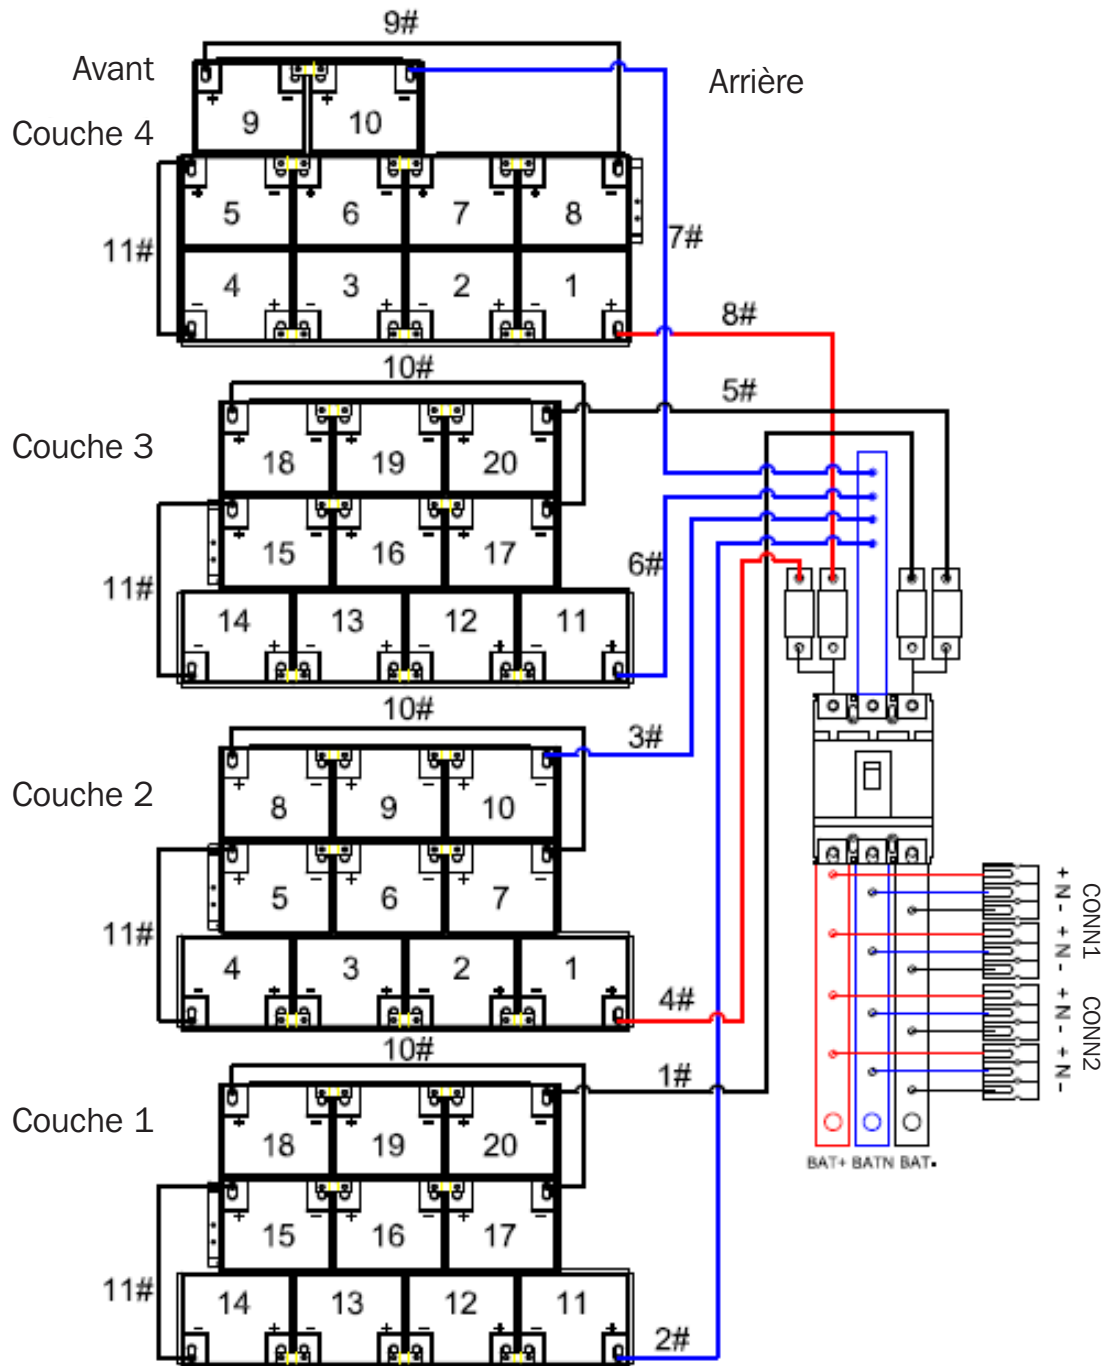 9#
Avant
Arrière
Couche 4
+ - + -
9 10
+ - + - + - + -
5 6 7 8
11#
7#
4 3 2 1
- + - + - + - +
8#
10#
5#
Couche 3
+ - + - + -
18 19 20
+ - + - + -
15 16 17
11#
6#
14 13 12 11
- + - + - + - +
10#
3#
Couche 2
+ - + - + -
8 9 10
+ - + - + -
5 6 7
11#
4 3 2 1
- + - + - + - +
4#
10#
1#
Couche 1
+ - + - + -
18 19 20
+ - + - + -
15 16 17
11#
14 13 12 11
- + - + - + - +
2#
+ N - + N -
CONN1
+ N - + N -
CONN2
BAT+ BATN BAT-